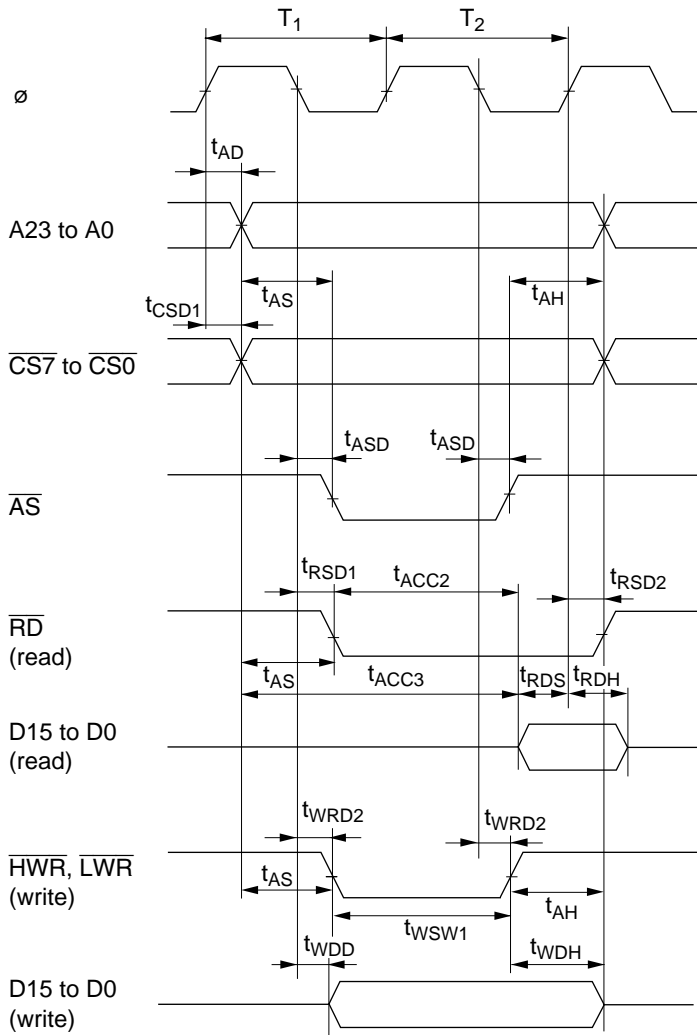 T1 T2
ø
tAD
A23 to A0
tAS tAH
tCSD1
CS7 to CS0
tASD tASD
AS
tRSD1 tACC2 tRSD2
RD
(read)
tAS tACC3 tRDS tRDH
D15 to D0
(read)
tWRD2 tWRD2
HWR, LWR
(write)
tAS tAH
tWSW1
tWDD tWDH
D15 to D0
(write)